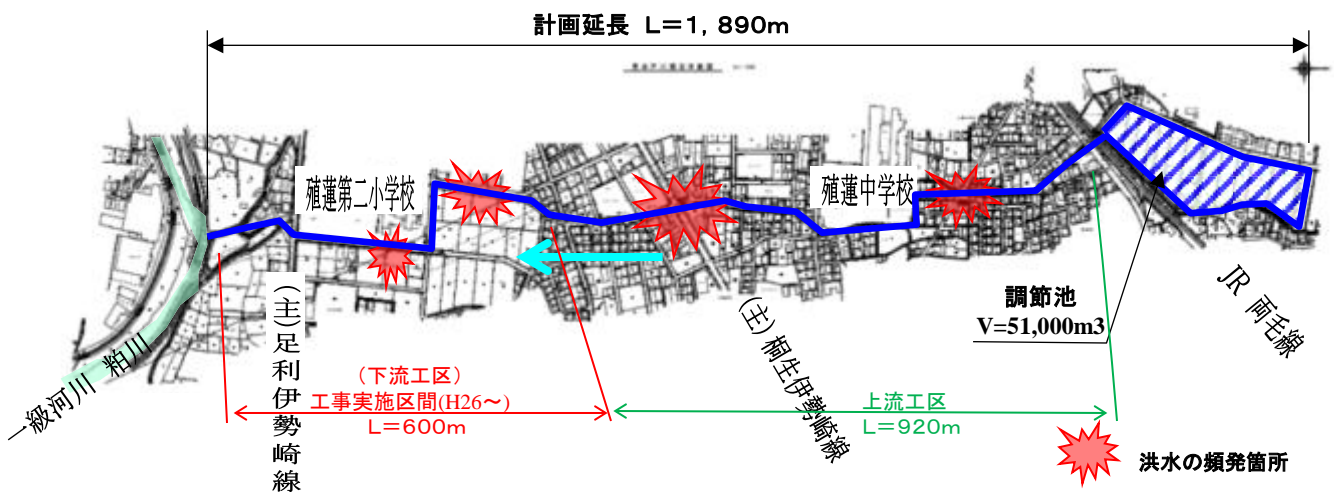 計画延長 L=1,890m
殖蓮第二小学校
殖蓮中学校
調節池
V=51,000m3
JR 両毛線
(主)足利伊勢崎線
(主)桐生伊勢崎線
一級河川 粕川
(下流工区)
工事実施区間(H26~)
L=600m
上流工区
L=920m
洪水の頻発箇所